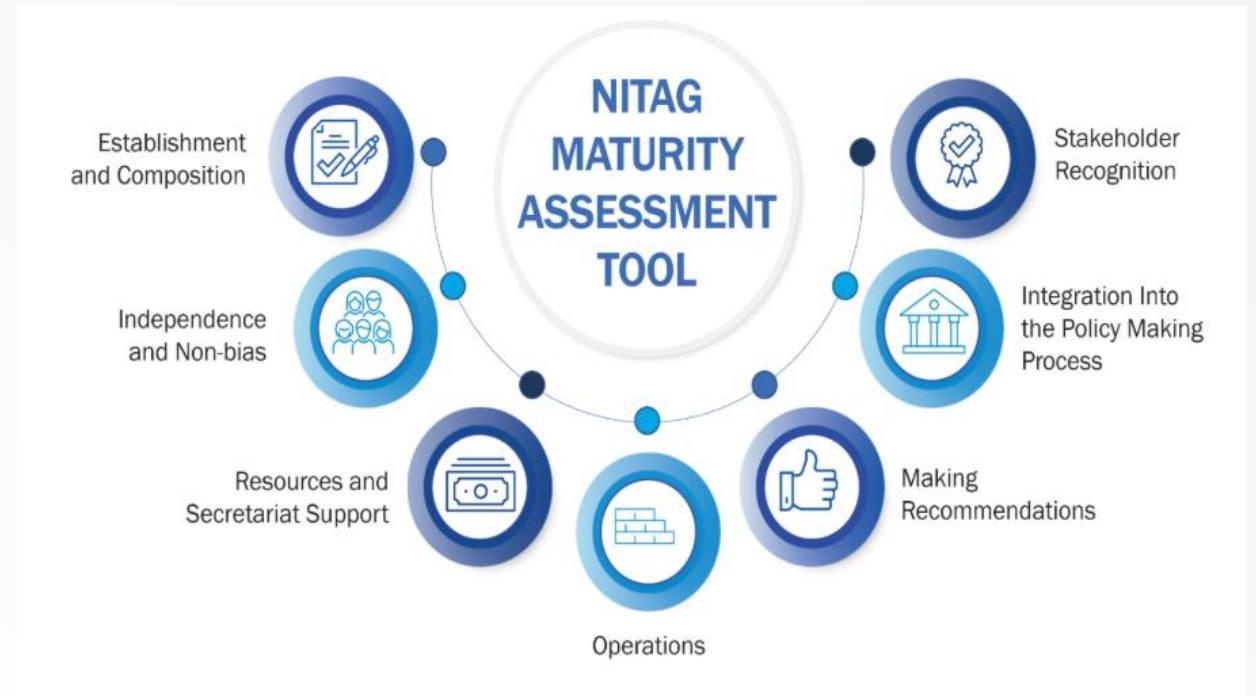 NITAG
MATURITY
ASSESSMENT
TOOL
Establishment
and Composition
Independence
and Non-bias
Resources and
Secretariat Support
Operations
Making
Recommendations
Integration Into
the Policy Making
Process
Stakeholder
Recognition